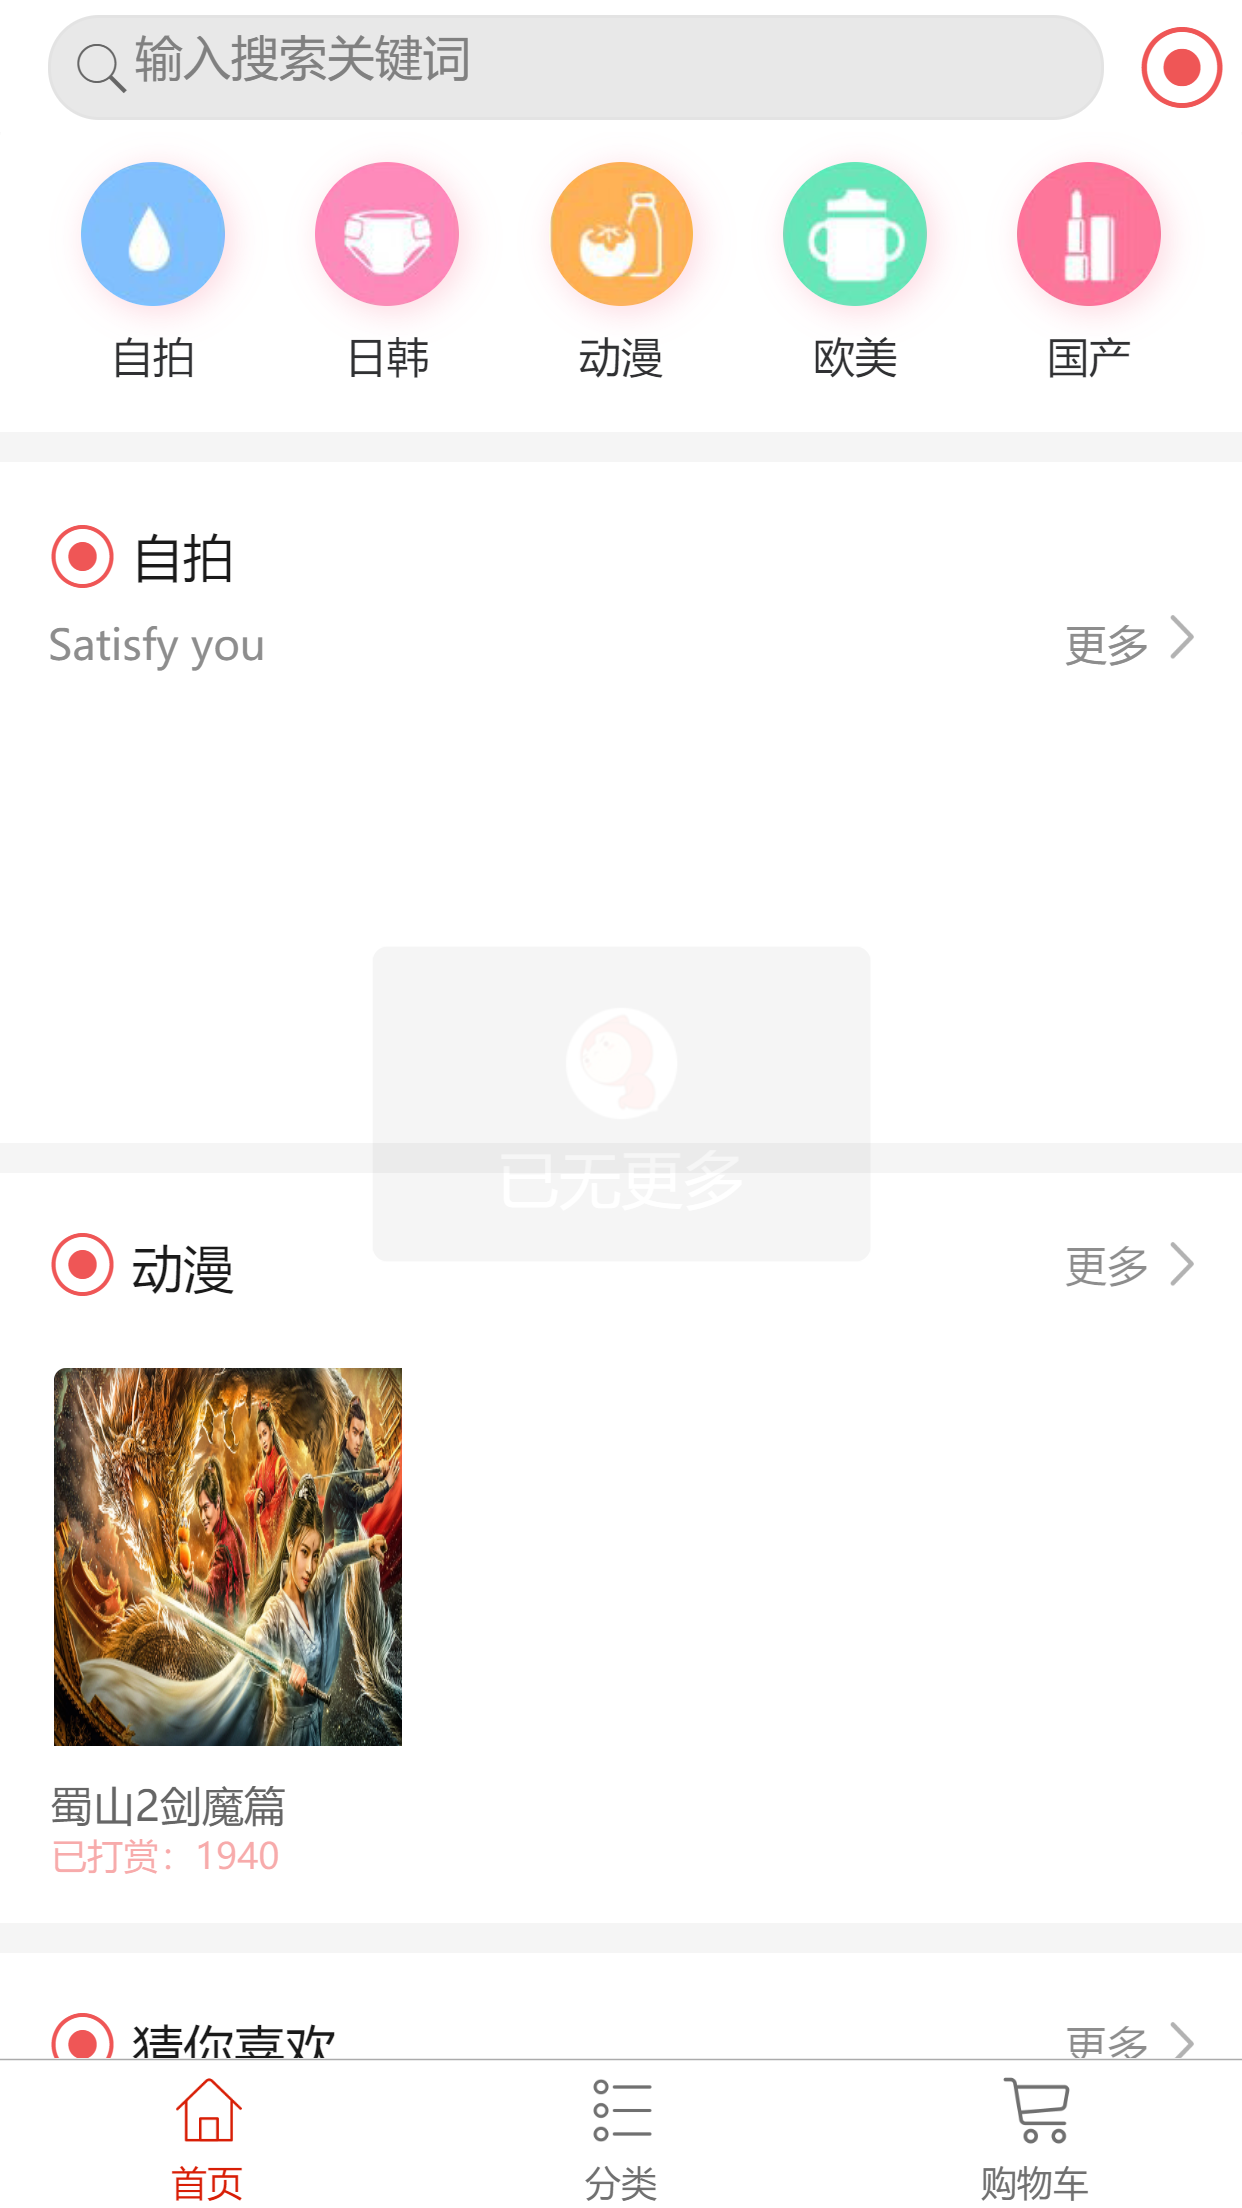 输入搜索关键词
自拍
日韩
动漫
欧美
国产
自拍
Satisfy you
更多
已无更多
动漫
更多
蜀山2剑魔篇
已打赏：1940
猜你喜欢
更多
首页
分类
购物车